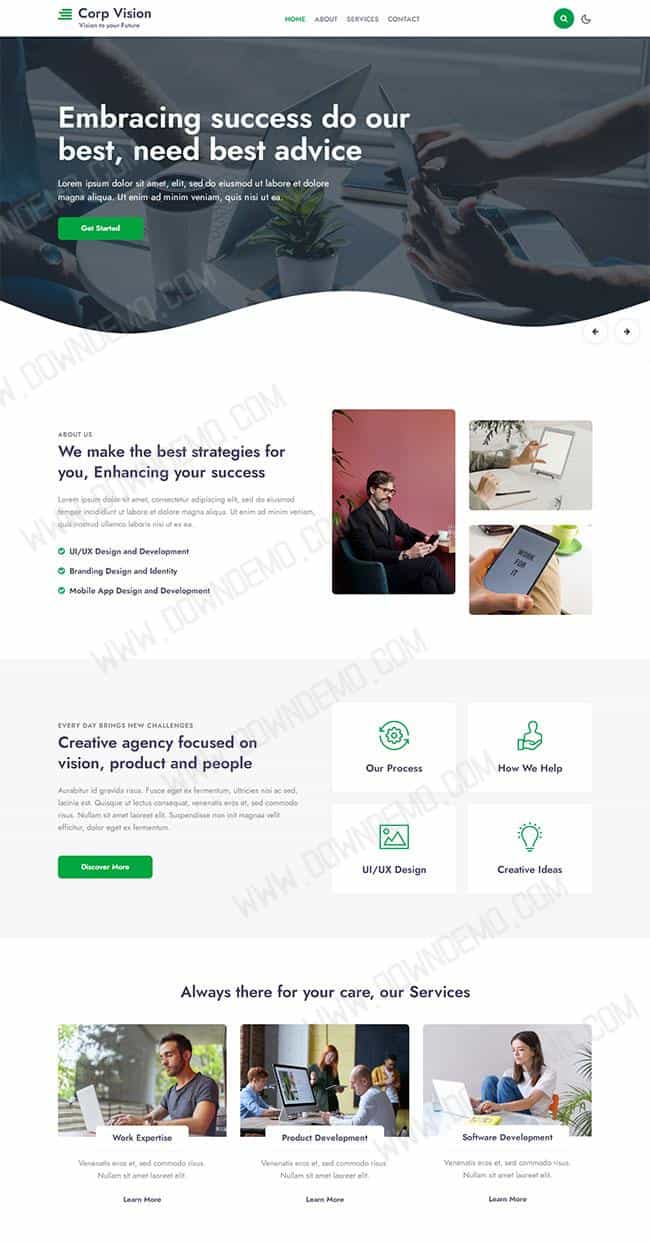 Corp Vision
Vision to your Future
HOME ABOUT SERVICES CONTACT
Embracing success do our
best, need best advice
Lorem ipsum dolor sit amet, elit, sed do eiusmod ut labore et dolore
magna aliqua. Ut enim ad minim veniam, quis nisi ut ea.
Get Started
WWW.DOWNDEMO.COM
ABOUT US
We make the best strategies for
you, Enhancing your success
Lorem ipsum dolor sit amet, consectetur adipiscing elit, sed do eiusmod
tempor incididunt ut labore et dolore magna aliqua. Ut enim ad minim veniam,
quis nostrud ullamco laboris nisi ut ex ea.
UI/UX Design and Development
Branding Design and Identity
Mobile App Design and Development
WORK
FOR
IT
EVERY DAY BRINGS NEW CHALLENGES
Creative agency focused on
vision, product and people
Aurabitur id gravida risus. Fusce eget ex fermentum, ultricies nisi ac sed,
lacinia est. Quisque ut lectus consequat, venenatis eros et, sed commodo
risus. Nullam sit amet laoreet elit. Suspendisse non init magnaa velit
efficitur, dolor eget ex fermentum.
Discover More
Our Process
How We Help
UI/UX Design
Creative Ideas
Always there for your care, our Services
Work Expertise
Venenatis eros et, sed commodo risus.
Nullam sit amet laoreet elit.
Learn More
Product Development
Venenatis eros et, sed commodo risus.
Nullam sit amet laoreet elit.
Learn More
Software Development
Venenatis eros et, sed commodo risus.
Nullam sit amet laoreet elit.
Learn More